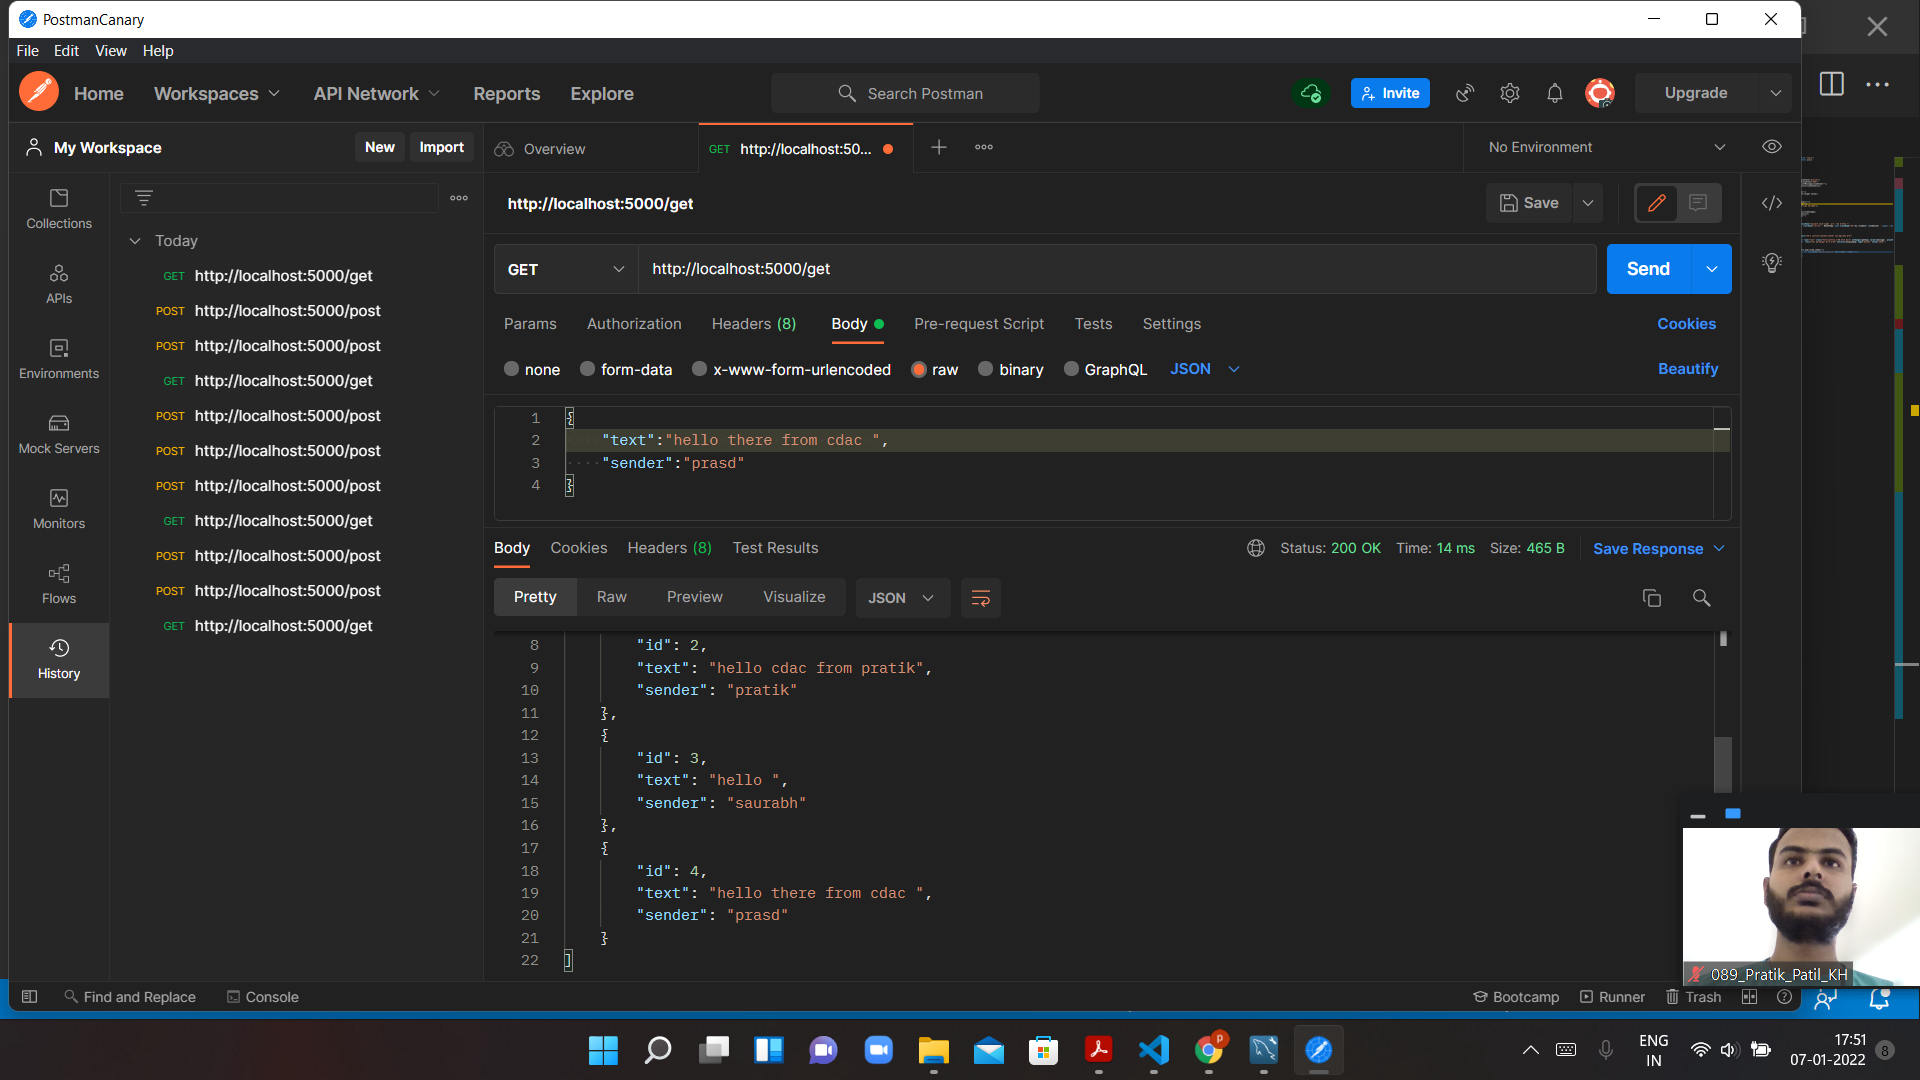 PostmanCanary
File Edit View Help
Home Workspaces API Network Reports Explore Search Postman Invite Upgrade
My Workspace New Import
Overview GET http://localhost:50... No Environment
http://localhost:5000/get Save
GET http://localhost:5000/get Send
Params Authorization Headers (8) Body Pre-request Script Tests Settings Cookies
none form-data x-www-form-urlencoded raw binary GraphQL JSON Beautify
1 {
2 "text":"hello there from cdac ",
3 "sender":"prasd"
4 }
Body Cookies Headers (8) Test Results Status: 200 OK Time: 14 ms Size: 465 B Save Response
Pretty Raw Preview Visualize JSON
8 "id": 2,
9 "text": "hello cdac from pratik",
10 "sender": "pratik"
11 },
12 {
13 "id": 3,
14 "text": "hello ",
15 "sender": "saurabh"
16 },
17 {
18 "id": 4,
19 "text": "hello there from cdac ",
20 "sender": "prasd"
21 }
22 ]
Collections
APIs
Environments
Mock Servers
Monitors
Flows
History
Today
GET http://localhost:5000/get
POST http://localhost:5000/post
POST http://localhost:5000/post
GET http://localhost:5000/get
POST http://localhost:5000/post
POST http://localhost:5000/post
POST http://localhost:5000/post
GET http://localhost:5000/get
POST http://localhost:5000/post
POST http://localhost:5000/post
GET http://localhost:5000/get
089_Pratik_Patil_KH
Find and Replace Console Bootcamp Runner Trash
ENG
IN
17:51
07-01-2022
8
P